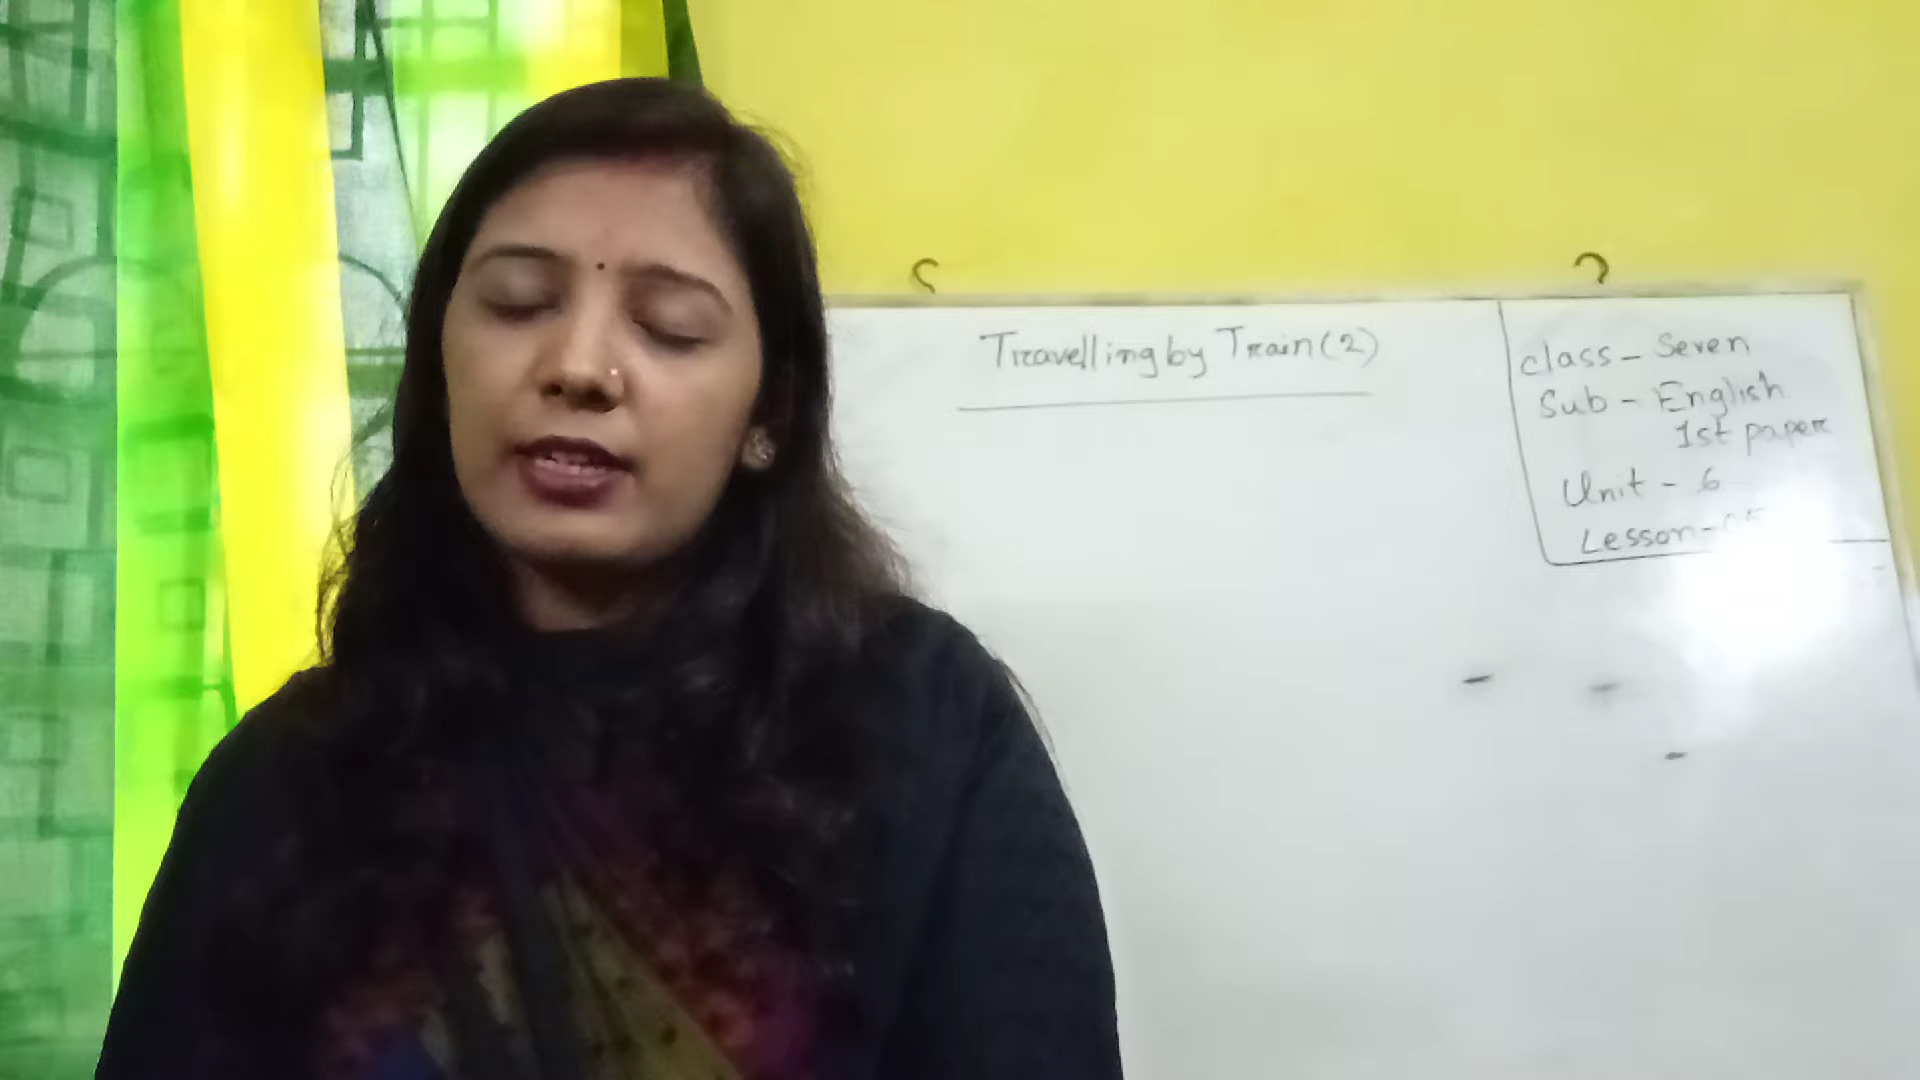 Travelling by Train (2)
class - Seven
Sub - English
1st paper
Unit - 6
Lesson -